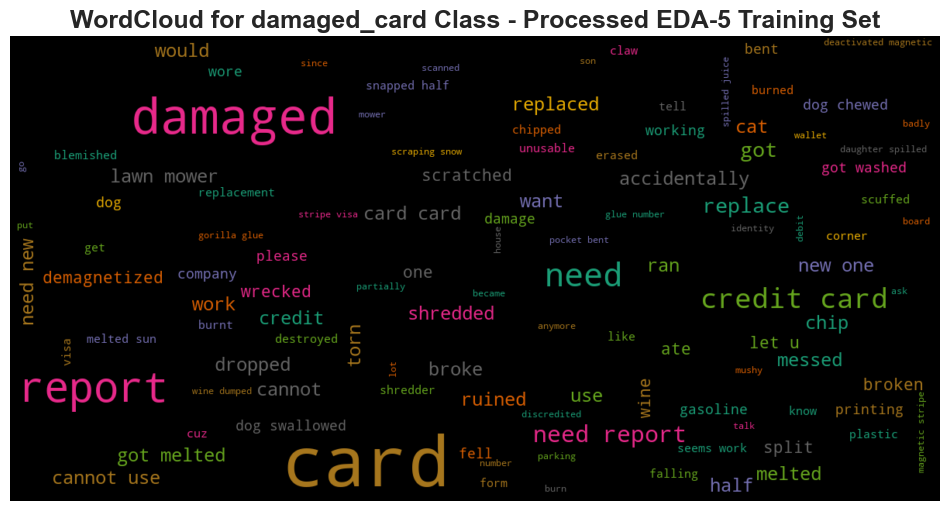 WordCloud for damaged_card Class - Processed EDA-5 Training Set
would
since
claw
bent
deactivated magnetic
wore
scanned
son
snapped half
spilled juice
burned
damaged
mower
replaced
tell
dog chewed
chipped
working
cat
wallet
badly
blemished
scraping snow
unusable
erased
got
daughter spilled
go
lawn mower
scratched
accidentally
got washed
replacement
dog
want
replace
scuffed
stripe visa
card card
damage
glue number
debit
board
put
gorilla glue
house
pocket bent
identity
corner
need new
get
please
demagnetized
company
one
need
ran
new one
partially
wrecked
became
credit card
ask
work
burnt
credit
shredded
anymore
chip
visa
melted sun
destroyed
torn
like
ate
let u
messed
report
dropped
lot
broke
mushy
wine dumped
cannot
shredder
ruined
use
wine
broken
discredited
gasoline
know
printing
cuz
dog swallowed
need report
talk
plastic
magnetic stripe
got melted
card
fell
parking
seems work
split
number
cannot use
form
burn
falling
half
melted